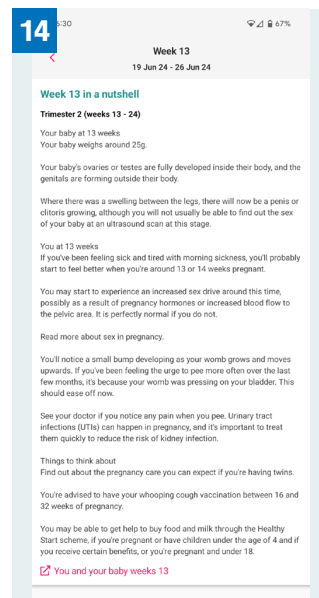 14
5:30
67%
Week 13
19 Jun 24 - 26 Jun 24
Week 13 in a nutshell
Trimester 2 (weeks 13 - 24)
Your baby at 13 weeks
Your baby weighs around 25g.
Your baby's ovaries or testes are fully developed inside their body, and the
genitals are forming outside their body.
Where there was a swelling between the legs, there will now be a penis or
clitoris growing, although you will not usually be able to find out the sex
of your baby at an ultrasound scan at this stage.
You at 13 weeks
If you've been feeling sick and tired with morning sickness, you'll probably
start to feel better when you're around 13 or 14 weeks pregnant.
You may start to experience an increased sex drive around this time,
possibly as a result of pregnancy hormones or increased blood flow to
the pelvic area. It is perfectly normal if you do not.
Read more about sex in pregnancy.
You'll notice a small bump developing as your womb grows and moves
upwards. If you've been feeling the urge to pee more often over the last
few months, it's because your womb was pressing on your bladder. This
should ease off now.
See your doctor if you notice any pain when you pee. Urinary tract
infections (UTIs) can happen in pregnancy, and it's important to treat
them quickly to reduce the risk of kidney infection.
Things to think about
Find out about the pregnancy care you can expect if you're having twins.
You're advised to have your whooping cough vaccination between 16 and
32 weeks of pregnancy.
You may be able to get help to buy food and milk through the Healthy
Start scheme, if you're pregnant or have children under the age of 4 and if
you receive certain benefits, or you're pregnant and under 18.
You and your baby weeks 13